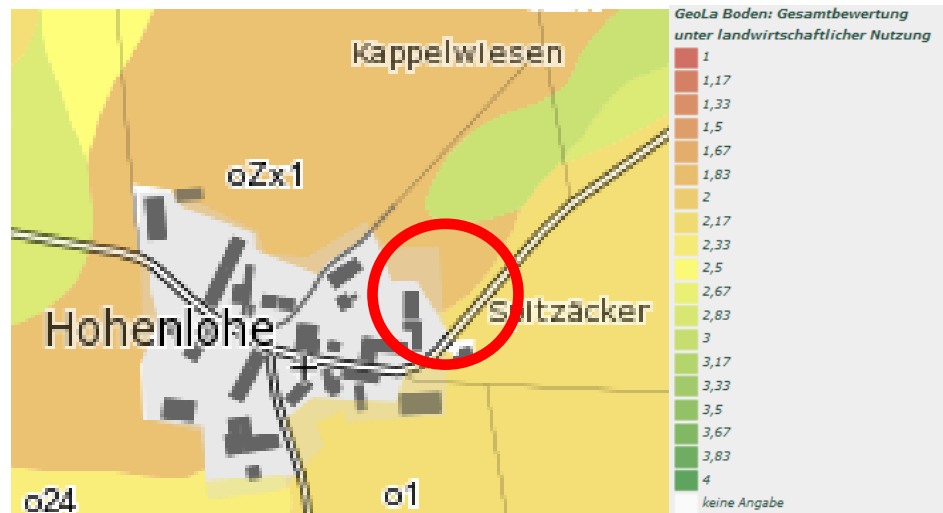 Kappelwiesen
oZx1
Hohenlohe
Spitzäcker
o24
o1
GeoLa Boden: Gesamtbewertung
unter landwirtschaftlicher Nutzung
1
1,17
1,33
1,5
1,67
1,83
2
2,17
2,33
2,5
2,67
2,83
3
3,17
3,33
3,5
3,67
3,83
4
keine Angabe